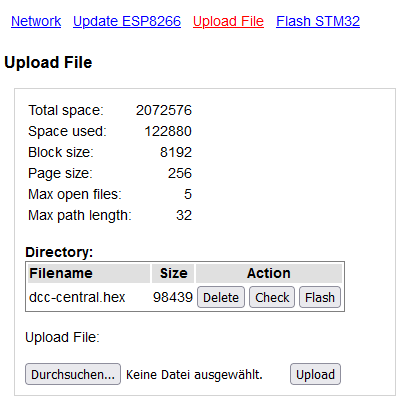 Network Update ESP8266 Upload File Flash STM32
Upload File
Total space: 2072576
Space used: 122880
Block size: 8192
Page size: 256
Max open files: 5
Max path length: 32
Directory:
Filename Size Action
dcc-central.hex 98439 Delete Check Flash
Upload File:
Durchsuchen... Keine Datei ausgewählt. Upload